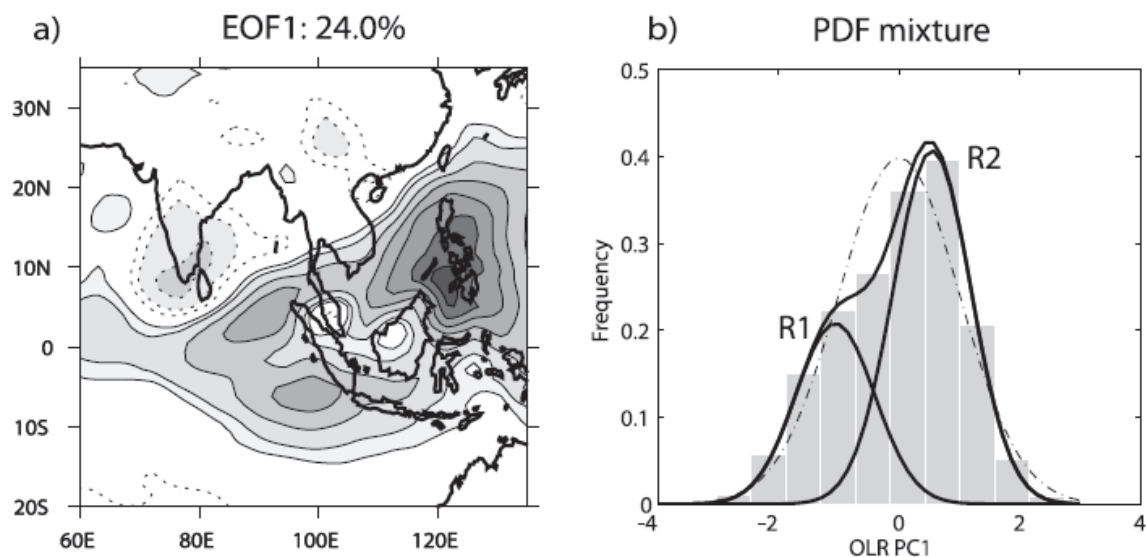 a)
EOF1: 24.0%
30N
20N
10N
0
10S
20S
60E
80E
100E
120E
b)
PDF mixture
0.5
0.4
0.3
0.2
0.1
0
Frequency
R1
R2
-4
-2
0
2
4
OLR PC1